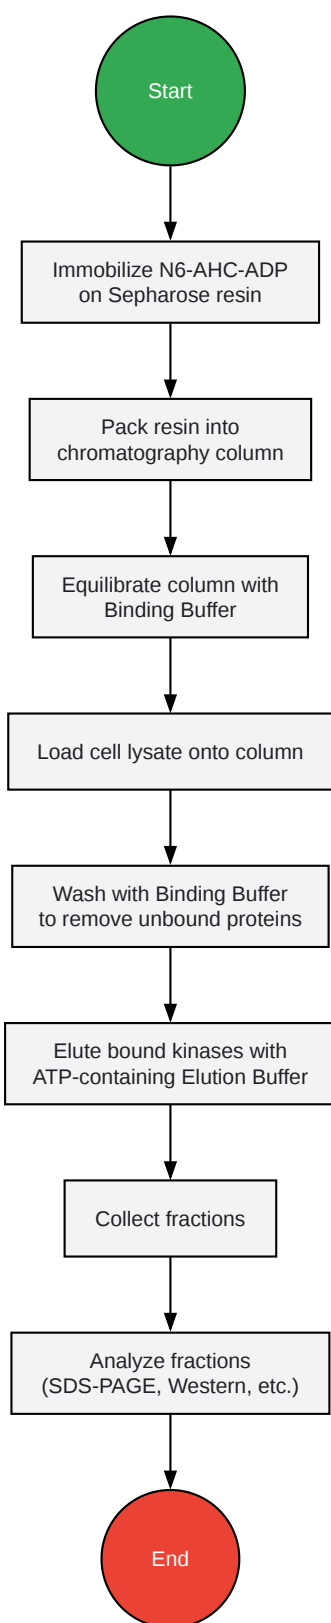 Start
Immobilize N6-AHC-ADP
on Sepharose resin
Pack resin into
chromatography column
Equilibrate column with
Binding Buffer
Load cell lysate onto column
Wash with Binding Buffer
to remove unbound proteins
Elute bound kinases with
ATP-containing Elution Buffer
Collect fractions
Analyze fractions
(SDS-PAGE, Western, etc.)
End